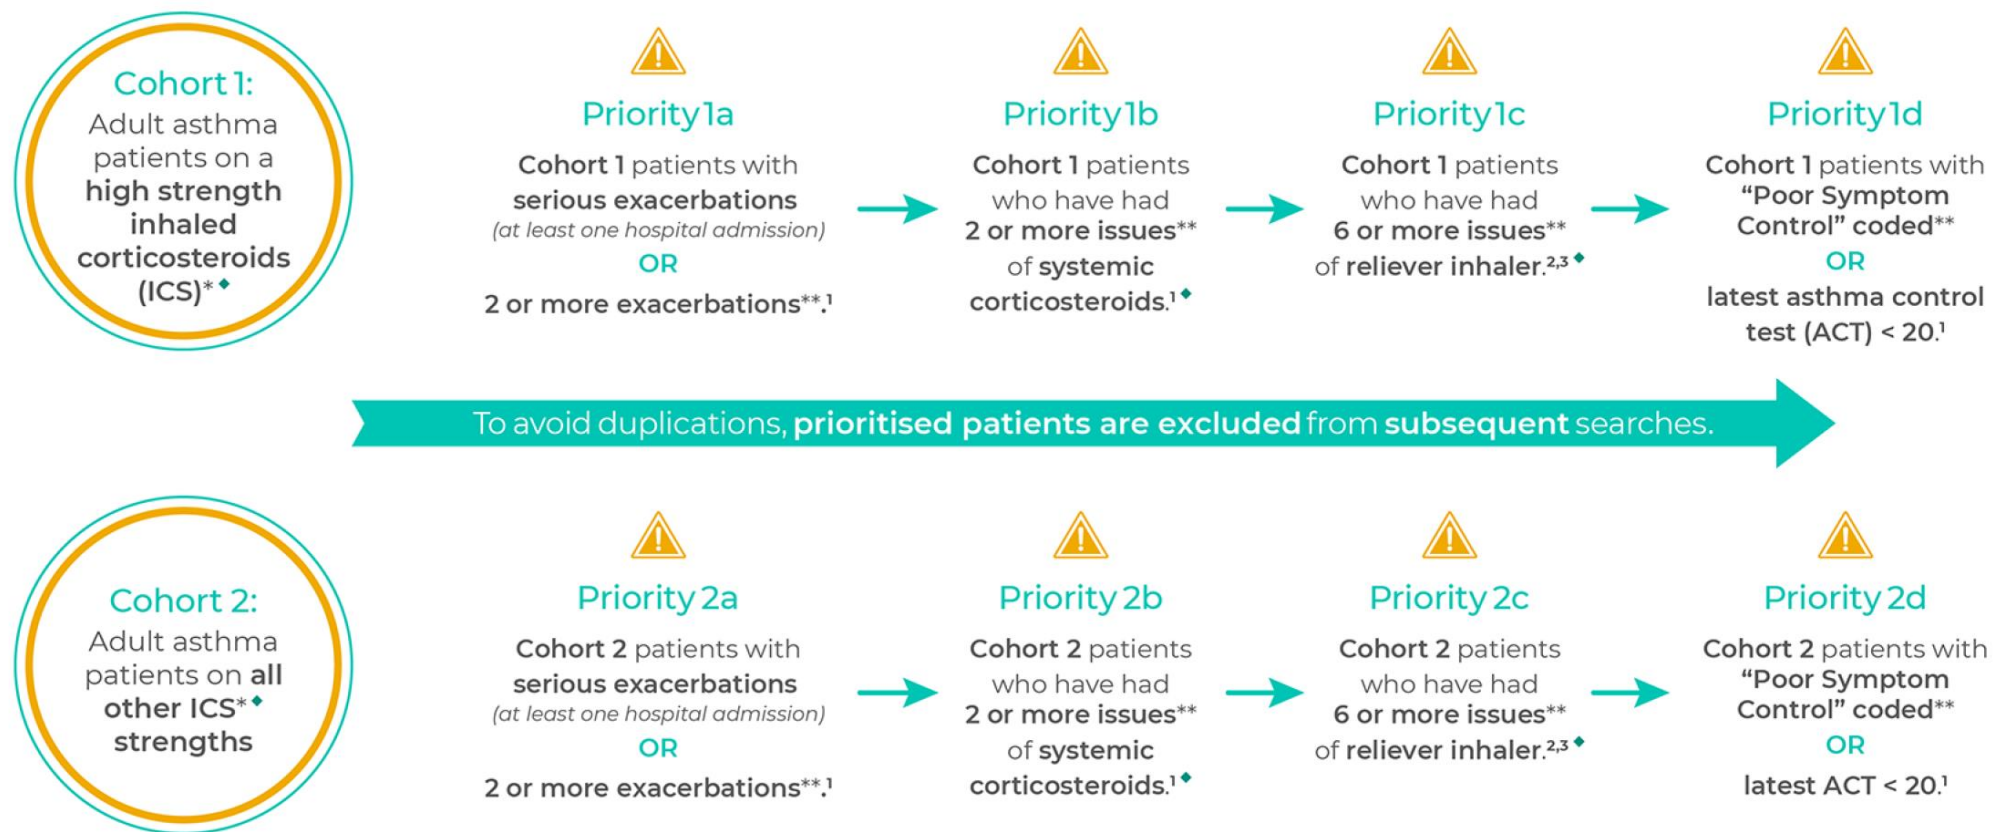 Cohort 1:
Adult asthma
patients on a
high strength
inhaled
corticosteroids
(ICS)*◆
Priority 1a
Cohort 1 patients with
serious exacerbations
(at least one hospital admission)
OR
2 or more exacerbations**.¹
Priority 1b
Cohort 1 patients
who have had
2 or more issues**
of systemic
corticosteroids.¹◆
Priority 1c
Cohort 1 patients
who have had
6 or more issues**
of reliever inhaler.²,³◆
Priority 1d
Cohort 1 patients with
“Poor Symptom
Control” coded**
OR
latest asthma control
test (ACT) < 20.¹
To avoid duplications, prioritised patients are excluded from subsequent searches.
Cohort 2:
Adult asthma
patients on all
other ICS*◆
strengths
Priority 2a
Cohort 2 patients with
serious exacerbations
(at least one hospital admission)
OR
2 or more exacerbations**.¹
Priority 2b
Cohort 2 patients
who have had
2 or more issues**
of systemic
corticosteroids.¹◆
Priority 2c
Cohort 2 patients
who have had
6 or more issues**
of reliever inhaler.²,³◆
Priority 2d
Cohort 2 patients with
“Poor Symptom
Control” coded**
OR
latest ACT < 20.¹